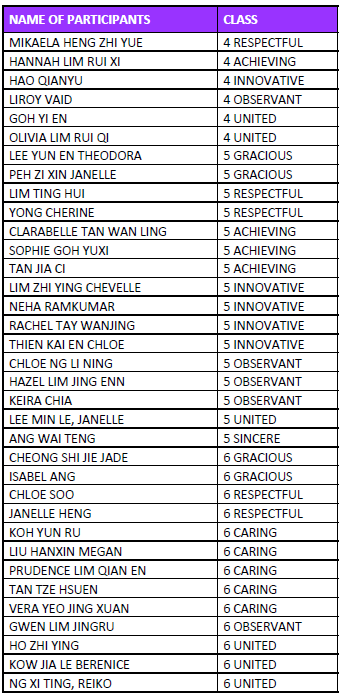 NAME OF PARTICIPANTS CLASS
MIKAELA HENG ZHI YUE 4 RESPECTFUL
HANNAH LIM RUI XI 4 ACHIEVING
HAO QIANYU 4 INNOVATIVE
LIROY VAID 4 OBSERVANT
GOH YI EN 4 UNITED
OLIVIA LIM RUI QI 4 UNITED
LEE YUN EN THEODORA 5 GRACIOUS
PEH ZI XIN JANELLE 5 GRACIOUS
LIM TING HUI 5 RESPECTFUL
YONG CHERINE 5 RESPECTFUL
CLARABELLE TAN WAN LING 5 ACHIEVING
SOPHIE GOH YUXI 5 ACHIEVING
TAN JIA CI 5 ACHIEVING
LIM ZHI YING CHEVELLE 5 INNOVATIVE
NEHA RAMKUMAR 5 INNOVATIVE
RACHEL TAY WANJING 5 INNOVATIVE
THIEN KAI EN CHLOE 5 INNOVATIVE
CHLOE NG LI NING 5 OBSERVANT
HAZEL LIM JING ENN 5 OBSERVANT
KEIRA CHIA 5 OBSERVANT
LEE MIN LE, JANELLE 5 UNITED
ANG WAI TENG 5 SINCERE
CHEONG SHI JIE JADE 6 GRACIOUS
ISABEL ANG 6 GRACIOUS
CHLOE SOO 6 RESPECTFUL
JANELLE HENG 6 RESPECTFUL
KOH YUN RU 6 CARING
LIU HANXIN MEGAN 6 CARING
PRUDENCE LIM QIAN EN 6 CARING
TAN TZE HSUEN 6 CARING
VERA YEO JING XUAN 6 CARING
GWEN LIM JINGRU 6 OBSERVANT
HO ZHI YING 6 UNITED
KOW JIA LE BERENICE 6 UNITED
NG XI TING, REIKO 6 UNITED